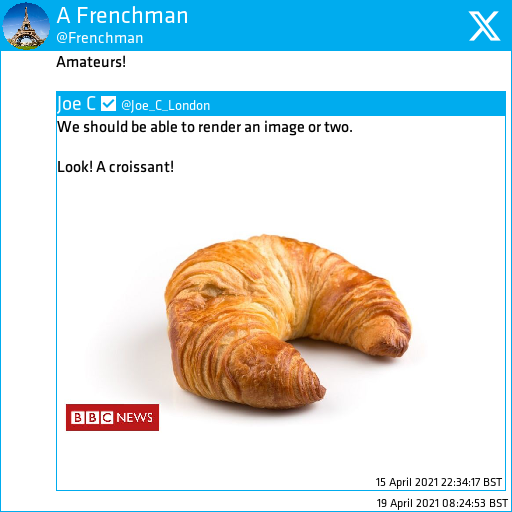 A Frenchman
@Frenchman
Amateurs!
Joe C @Joe_C_London
We should be able to render an image or two.
Look! A croissant!
BBC NEWS
15 April 2021 22:34:17 BST
19 April 2021 08:24:53 BST